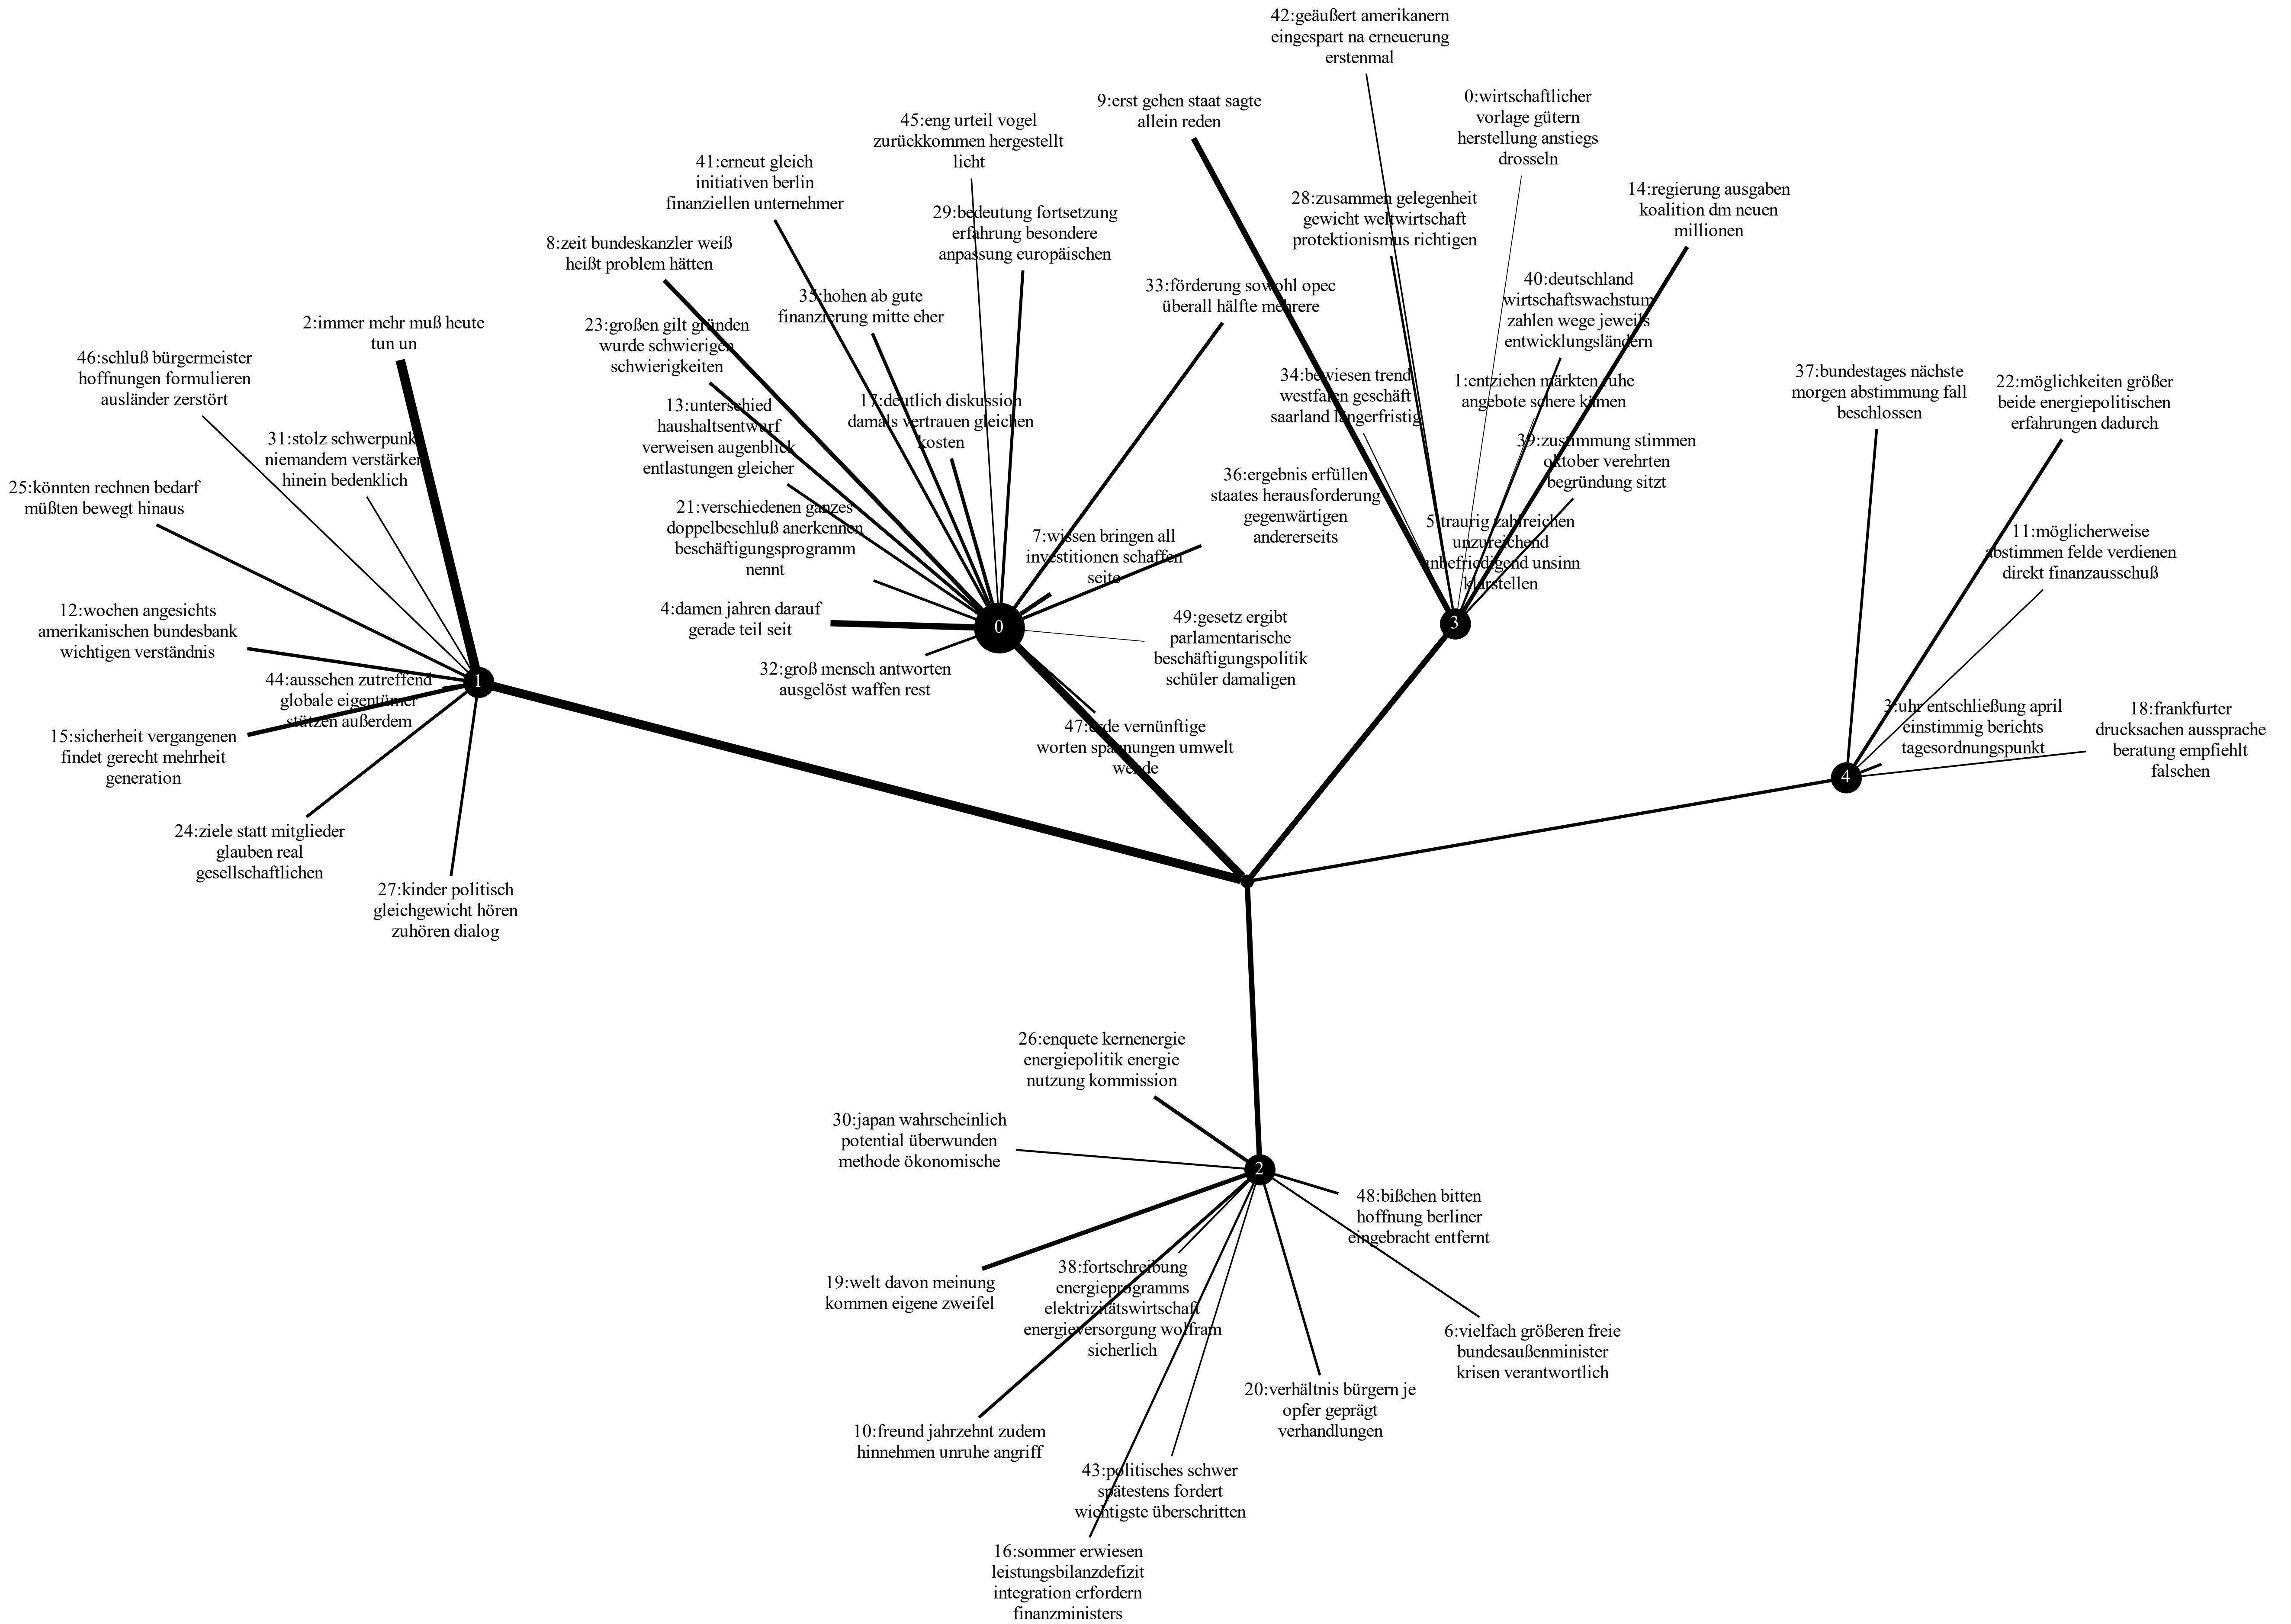 42:geäußert amerikanern
eingespart na erneuerung
erstenmal
9:erst gehen staat sagte
allein reden
0:wirtschaftlicher
vorlage gütern
herstellung anstiegs
drosseln
45:eng urteil vogel
zurückkommen hergestellt
licht
41:erneut gleich
initiativen berlin
finanziellen unternehmer
14:regierung ausgaben
koalition dm neuen
millionen
28:zusammen gelegenheit
gewicht weltwirtschaft
protektionismus richtigen
29:bedeutung fortsetzung
erfahrung besondere
anpassung europäischen
8:zeit bundeskanzler weiß
heißt problem hätten
33:förderung sowohl opec
überall hälfte mehrere
40:deutschland
wirtschaftswachstum
zahlen wege jeweils
entwicklungsländern
35:hohen ab gute
finanzierung mitte eher
2:immer mehr muß heute
tun un
23:großen gilt gründen
wurde schwierigen
schwierigkeiten
46:schluß bürgermeister
hoffnungen formulieren
ausländer zerstört
34:bewiesen trend
westfalen geschäft
saarland längerfristig
1:entziehen märkten ruhe
angebote schere kämen
37:bundestages nächste
morgen abstimmung fall
beschlossen
22:möglichkeiten größer
beide energiepolitischen
erfahrungen dadurch
17:deutlich diskussion
damals vertrauen gleichen
kosten
13:unterschied
haushaltsentwurf
verweisen augenblick
entlastungen gleicher
31:stolz schwerpunkt
niemandem verstärken
hinein bedenklich
39:zustimmung stimmen
oktober verehrten
begründung sitzt
36:ergebnis erfüllen
staates herausforderung
gegenwärtigen
andererseits
25:könnten rechnen bedarf
müßten bewegt hinaus
21:verschiedenen ganzes
doppelbeschluß anerkennen
beschäftigungsprogramm
nennt
5:traurig zahlreichen
unzureichend
unbefriedigend unsinn
klarstellen
7:wissen bringen all
investitionen schaffen
seite
11:möglicherweise
abstimmen felde verdienen
direkt finanzausschuß
12:wochen angesichts
amerikanischen bundesbank
wichtigen verständnis
4:damen jahren darauf
gerade teil seit
0
3
49:gesetz ergibt
parlamentarische
beschäftigungspolitik
schüler damaligen
32:groß mensch antworten
ausgelöst waffen rest
44:aussehen zutreffend
globale eigentümer
stützen außerdem
1
3:uhr entschließung april
einstimmig berichts
tagesordnungspunkt
18:frankfurter
drucksachen aussprache
beratung empfiehlt
falschen
47:erde vernünftige
worten spannungen umwelt
wende
15:sicherheit vergangenen
findet gerecht mehrheit
generation
4
24:ziele statt mitglieder
glauben real
gesellschaftlichen
27:kinder politisch
gleichgewicht hören
zuhören dialog
26:enquete kernenergie
energiepolitik energie
nutzung kommission
30:japan wahrscheinlich
potential überwunden
methode ökonomische
2
48:bißchen bitten
hoffnung berliner
eingebracht entfernt
19:welt davon meinung
kommen eigene zweifel
38:fortschreibung
energieprogramms
elektrizitätswirtschaft
energieversorgung wolfram
sicherlich
6:vielfach größeren freie
bundesaußenminister
krisen verantwortlich
20:verhältnis bürgern je
opfer geprägt
verhandlungen
10:freund jahrzehnt zudem
hinnehmen unruhe angriff
43:politisches schwer
spätestens fordert
wichtigste überschritten
16:sommer erwiesen
leistungsbilanzdefizit
integration erfordern
finanzministers